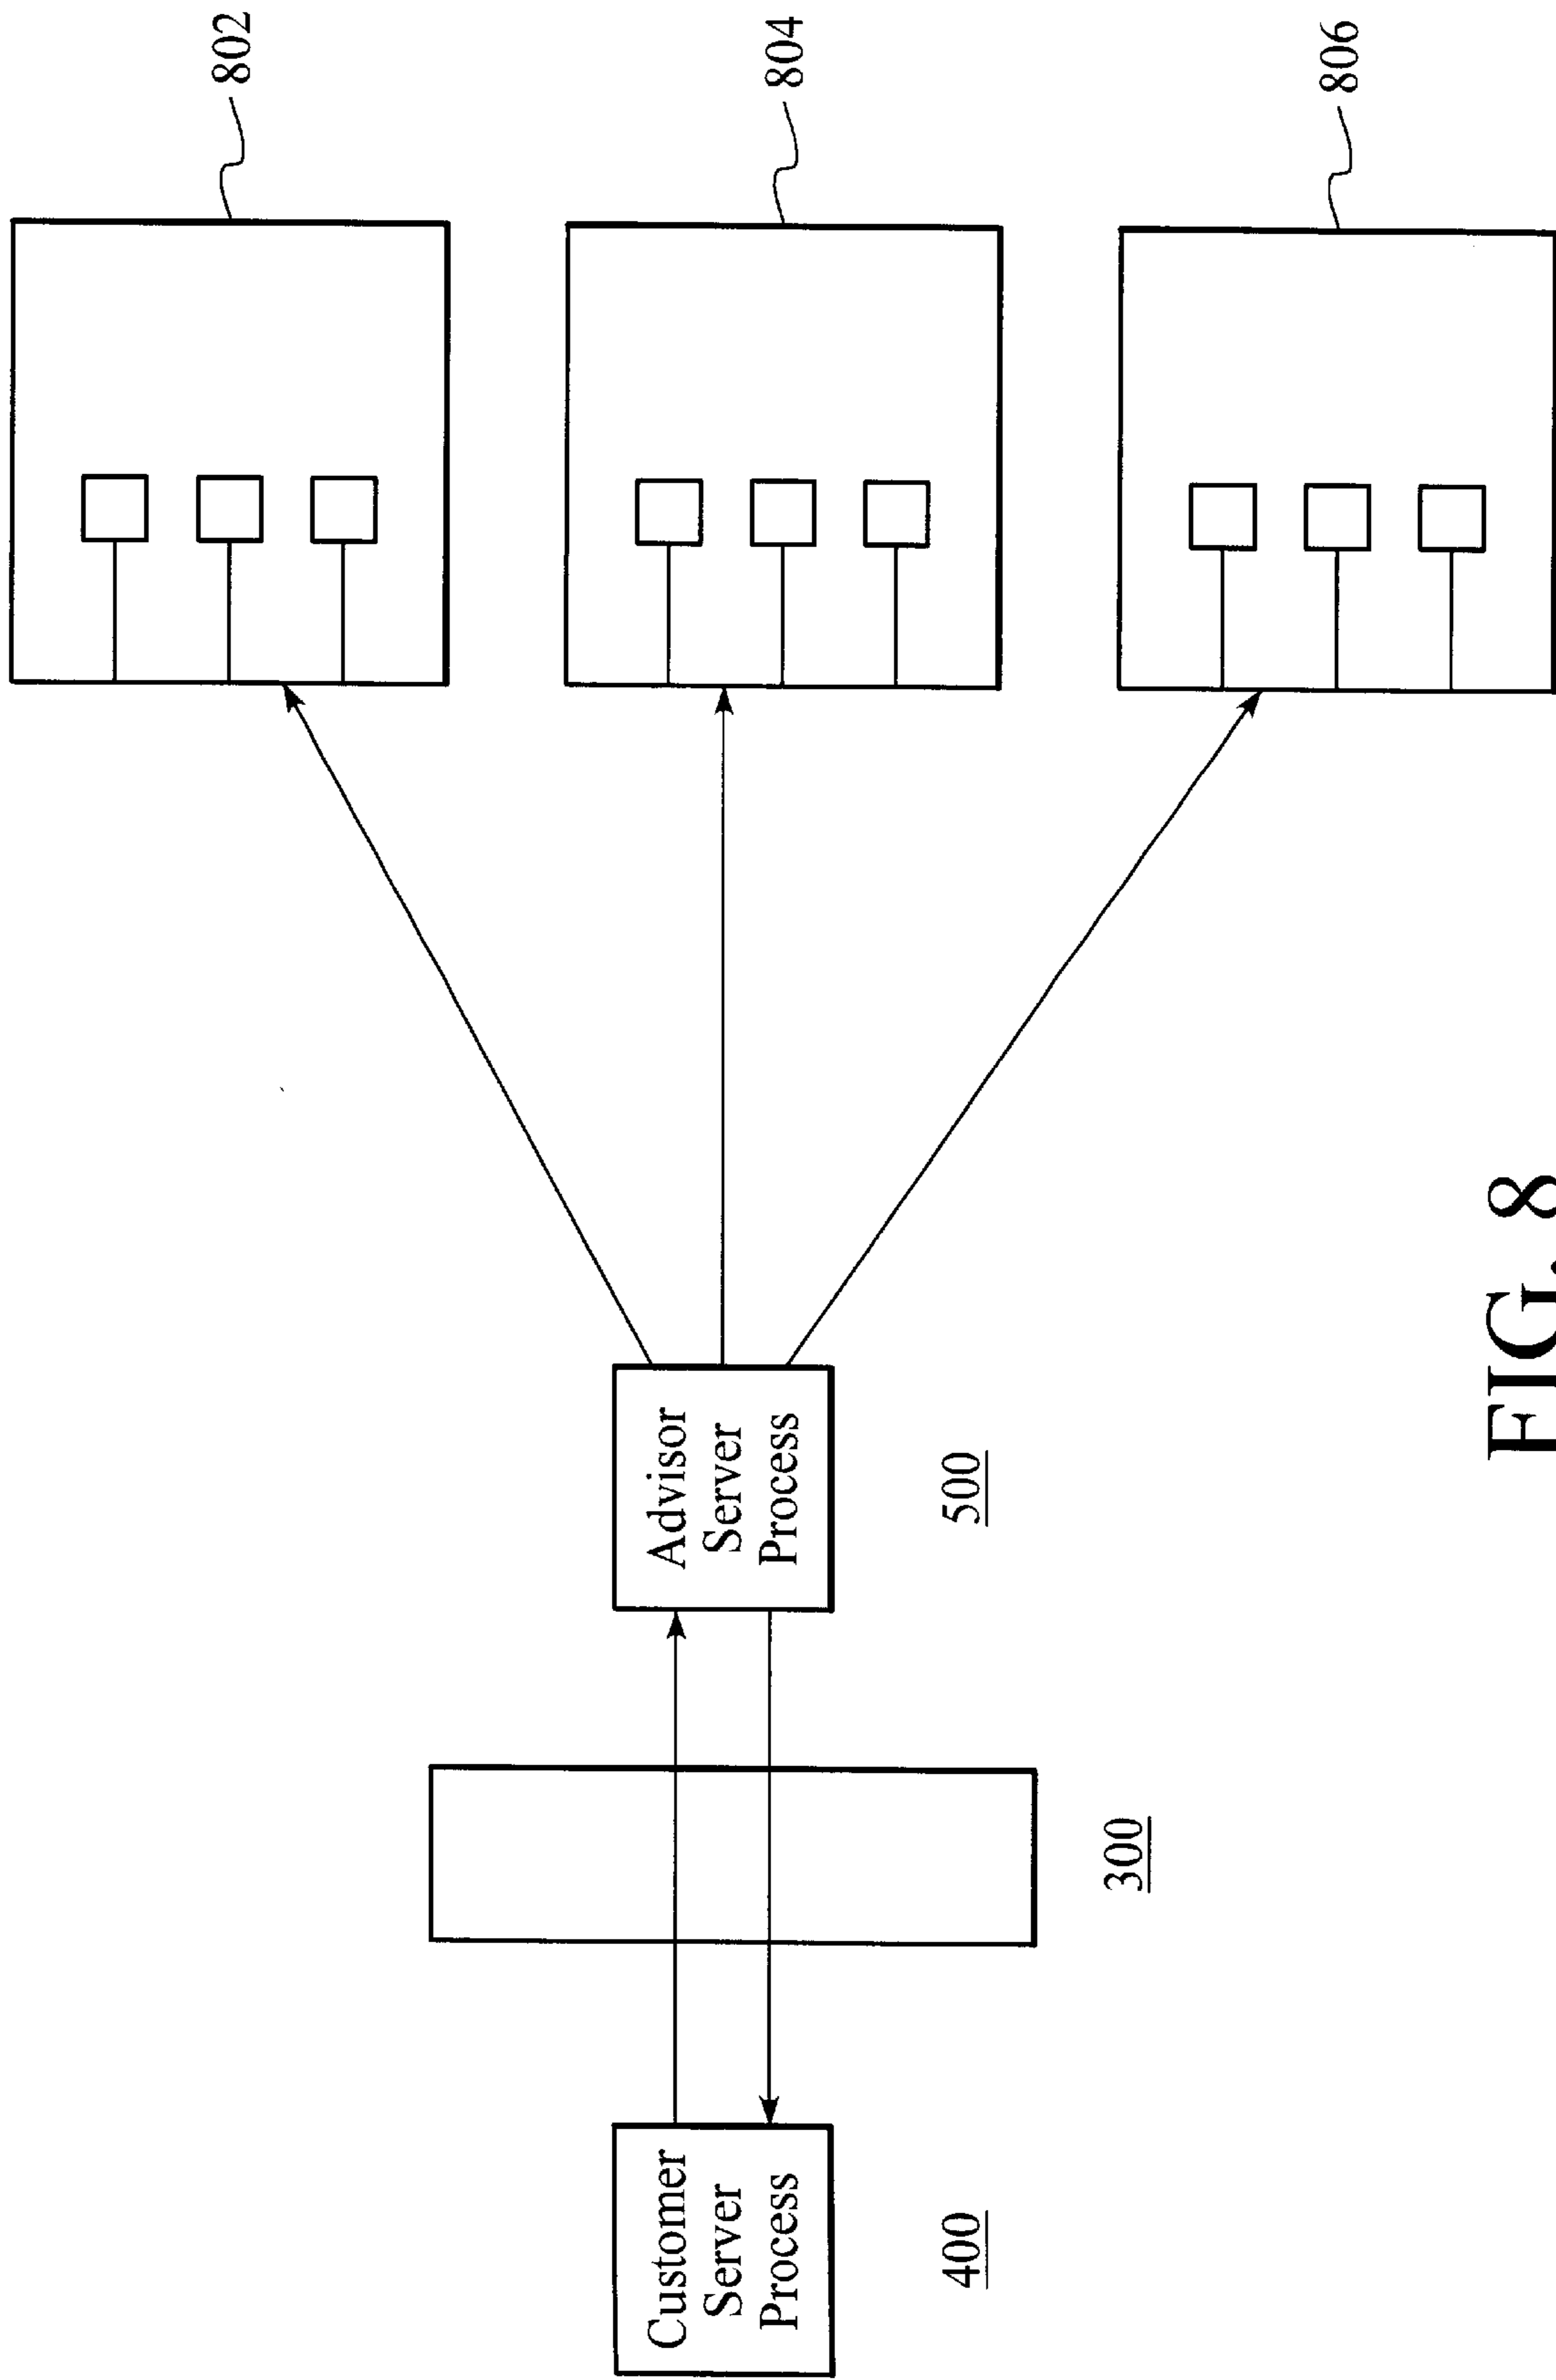 802
804
806
Customer
Server
Process
400
300
Advisor
Server
Process
500
FIG. 8